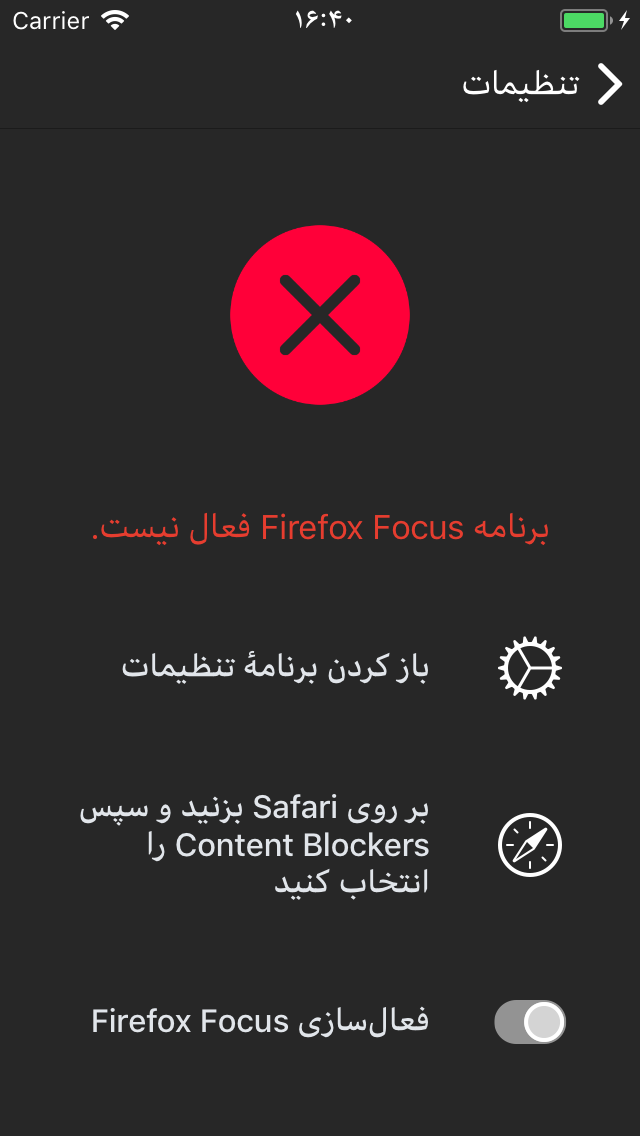 Carrier ۱۶:۴۰
تنظیمات
برنامه Firefox Focus فعال نیست.
باز کردن برنامهٔ تنظیمات
بر روی Safari بزنید و سپس
Content Blockers را
انتخاب کنید
فعال‌سازی Firefox Focus